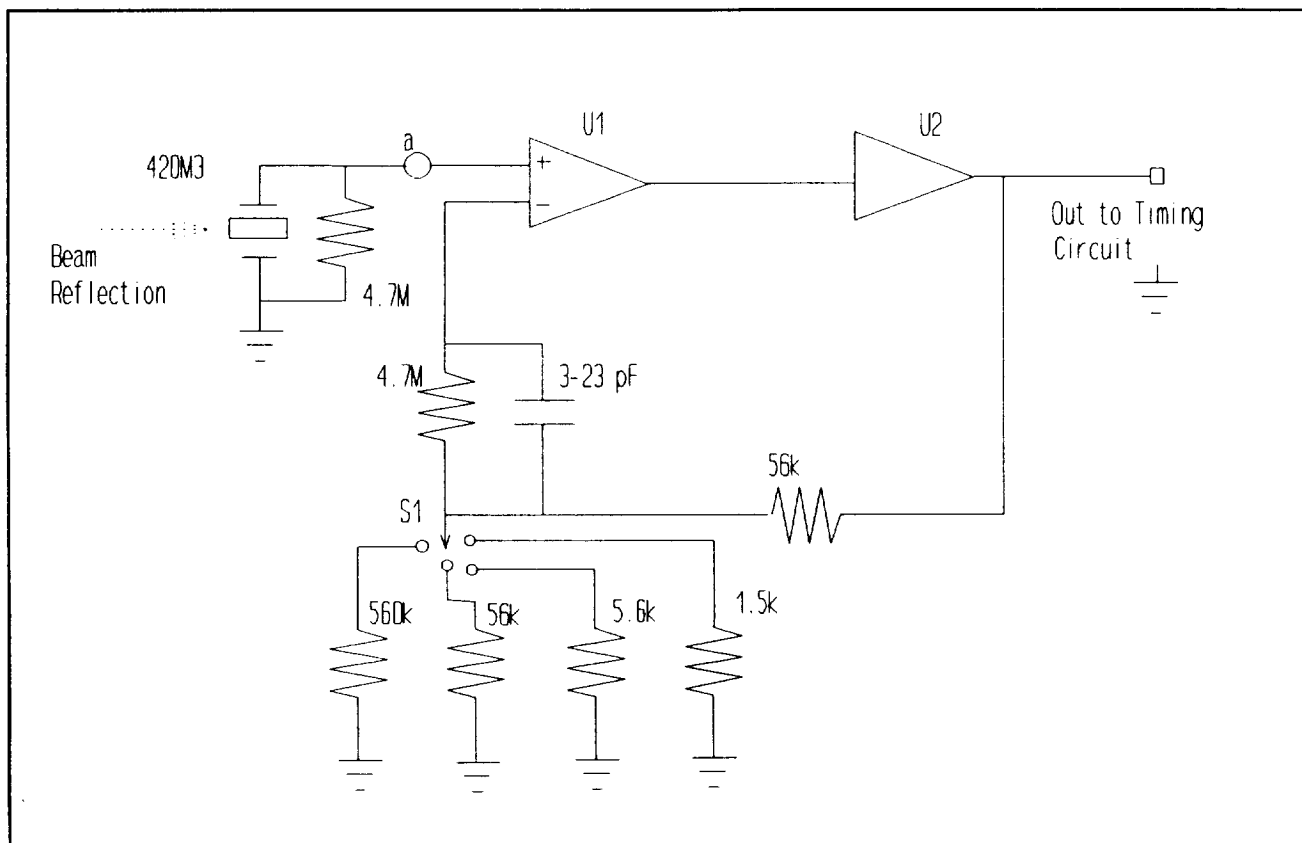 U1
U2
a
420M3
+
-
Out to Timing
Circuit
Beam
Reflection
4.7M
4.7M
3-23 pF
56k
S1
560k
56k
5.6k
1.5k